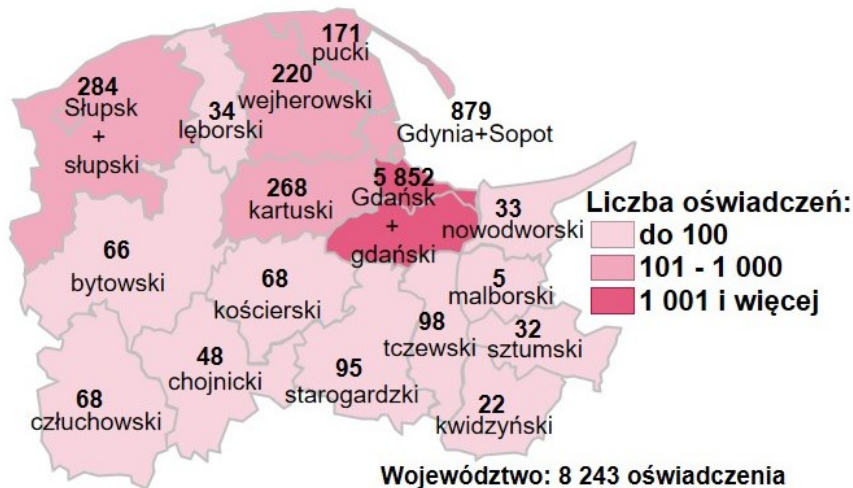 171
pucki
284
Słupsk
+
słupski
34
lęborski
220
wejherowski
879
Gdynia+Sopot
268
kartuski
5 852
Gdańsk
+
gdański
33
nowodworski
66
bytowski
68
kościerski
5
malborski
98
tczewski
32
sztumski
48
chojnicki
95
starogardzki
68
człuchowski
22
kwidzyński
Liczba oświadczeń:
do 100
101 - 1 000
1 001 i więcej
Województwo: 8 243 oświadczenia